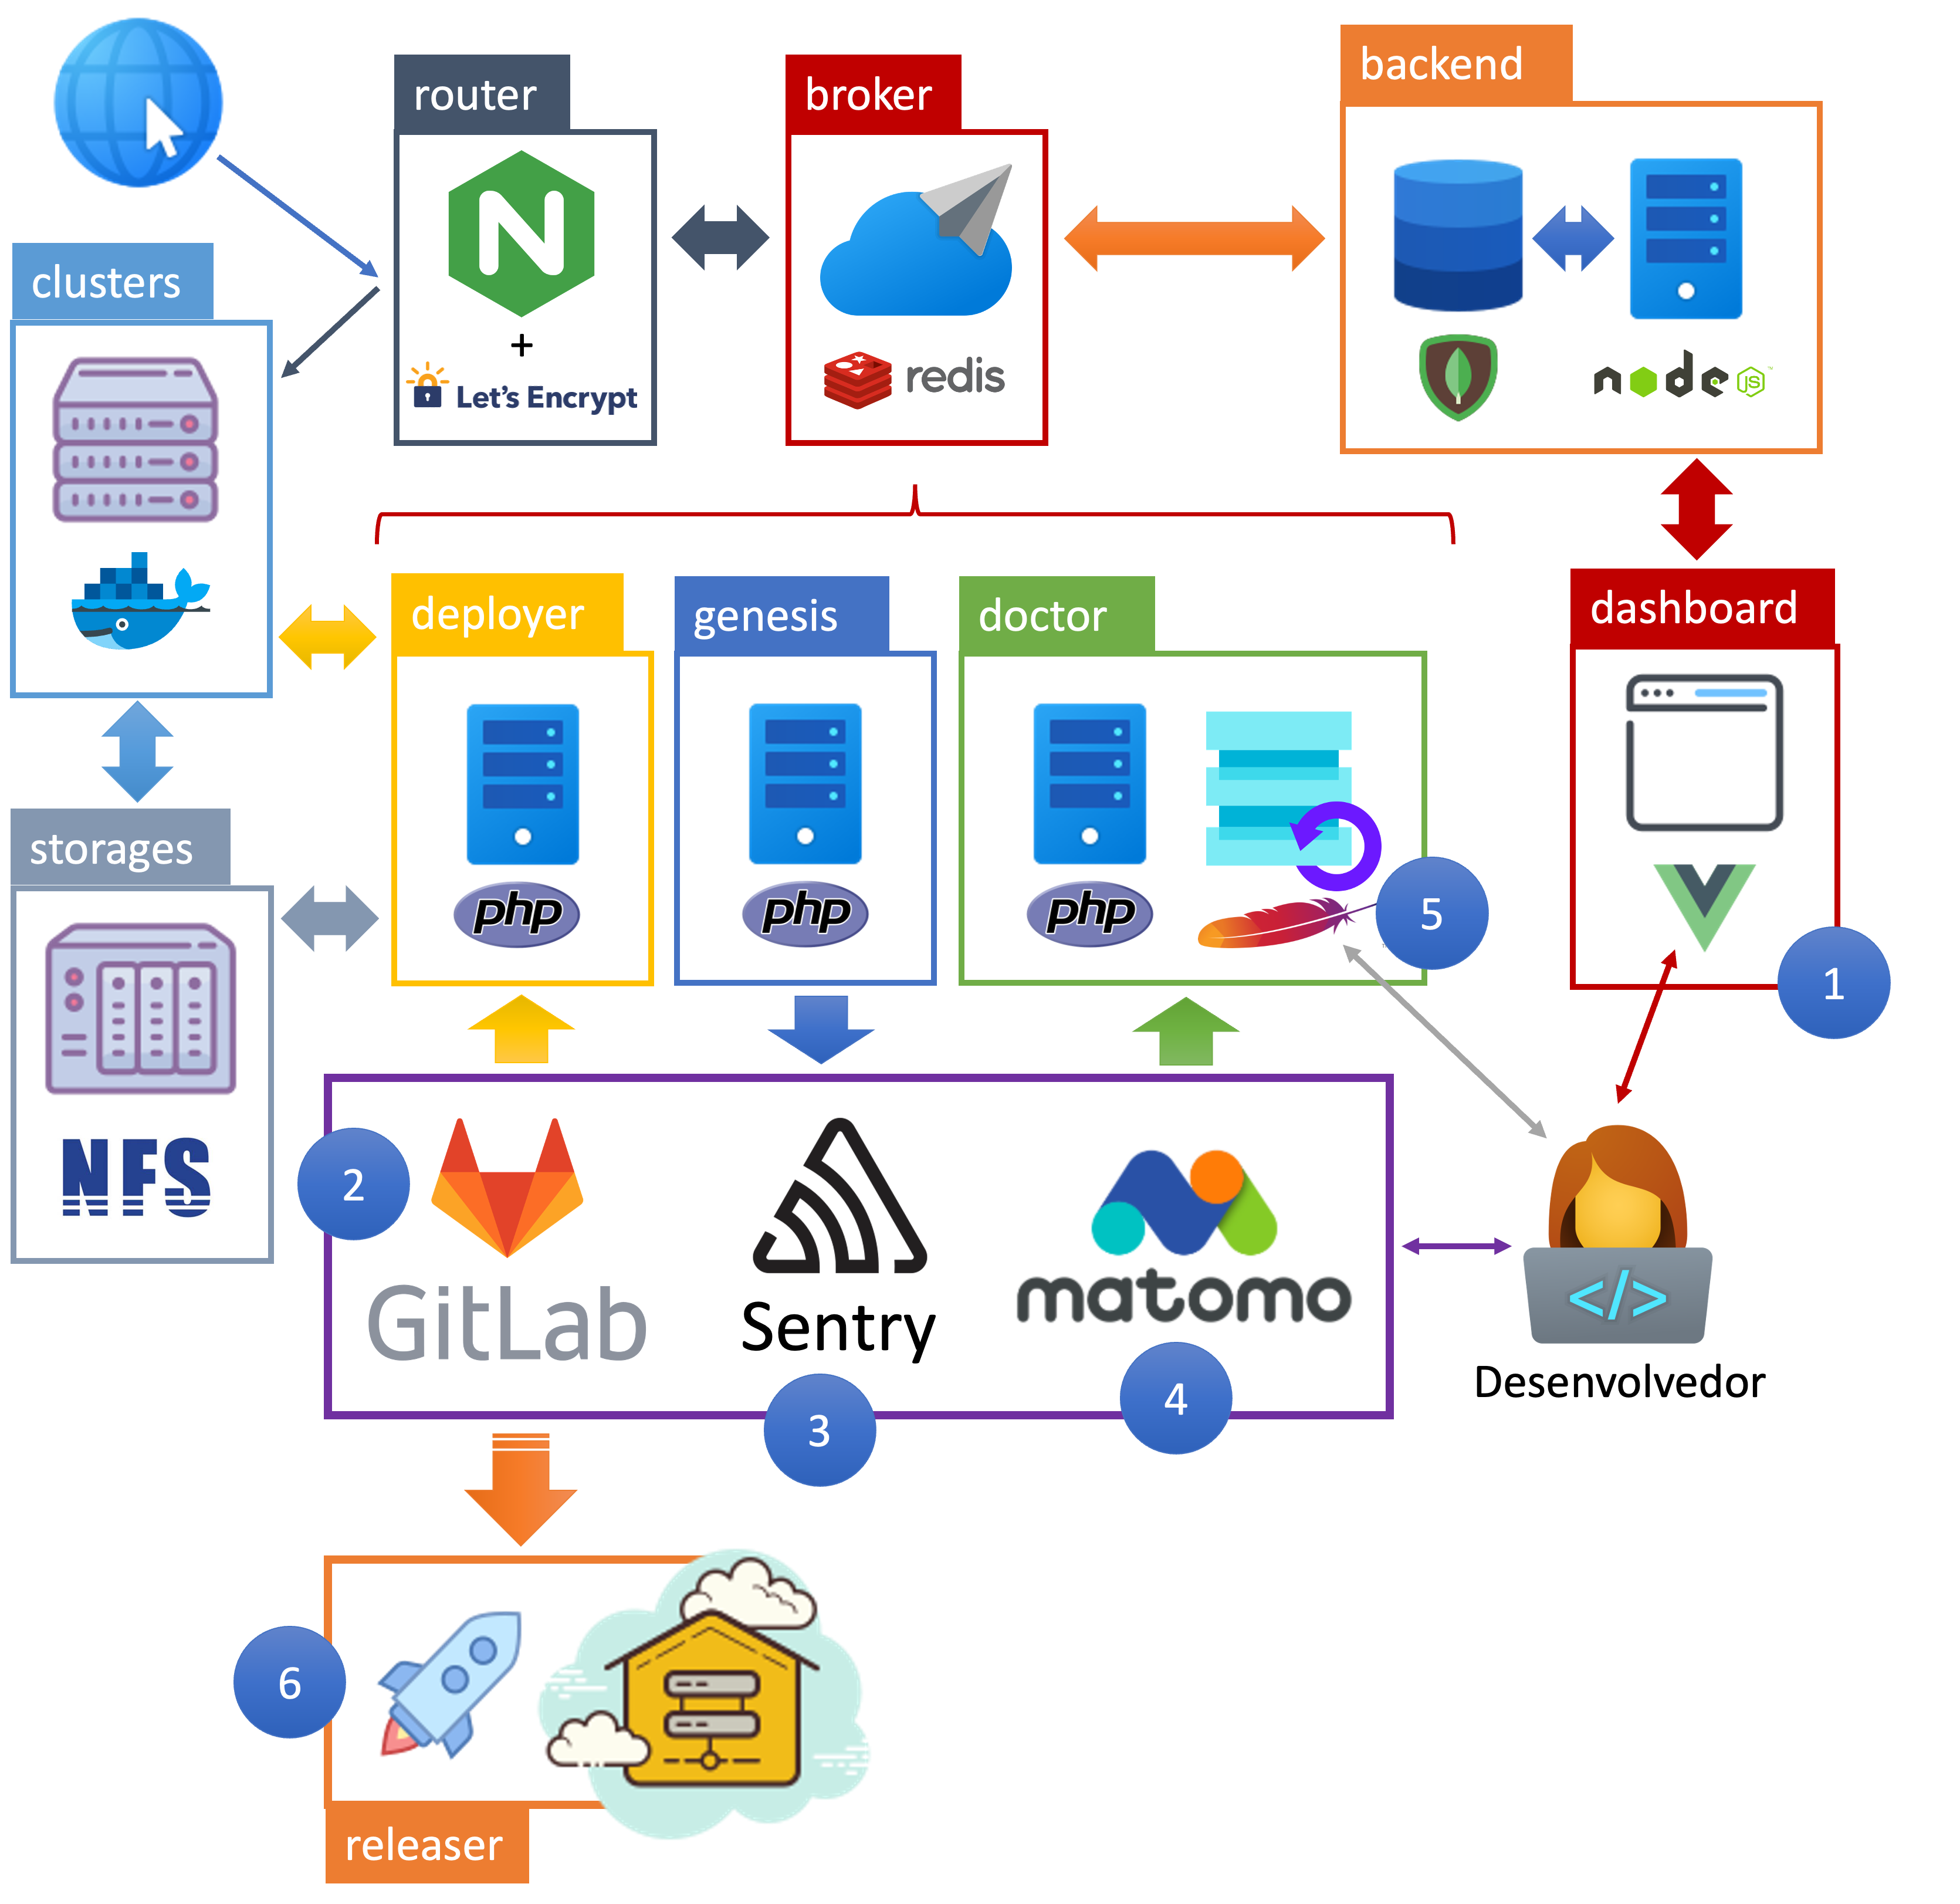 router
broker
backend
+
Let's Encrypt
redis
node
JS
™
clusters
deployer
genesis
doctor
dashboard
php
php
php
5
1
storages
NFS
2
GitLab
Sentry
matomo
3
4
</>
Desenvolvedor
6
releaser